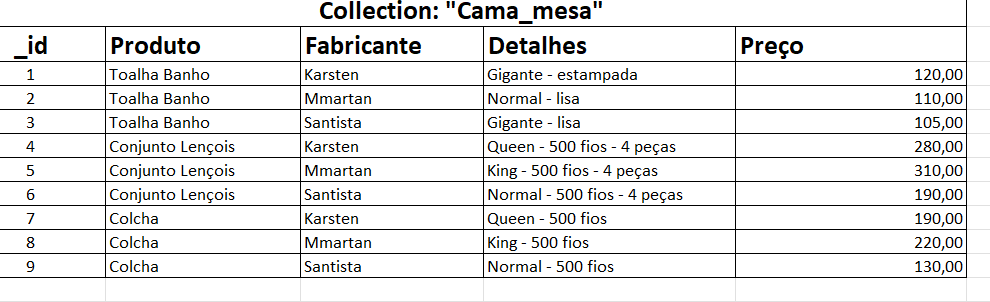 Collection: "Cama_mesa"
_id Produto Fabricante Detalhes Preço
1 Toalha Banho Karsten Gigante - estampada 120,00
2 Toalha Banho Mmartan Normal - lisa 110,00
3 Toalha Banho Santista Gigante - lisa 105,00
4 Conjunto Lençois Karsten Queen - 500 fios - 4 peças 280,00
5 Conjunto Lençois Mmartan King - 500 fios - 4 peças 310,00
6 Conjunto Lençois Santista Normal - 500 fios - 4 peças 190,00
7 Colcha Karsten Queen - 500 fios 190,00
8 Colcha Mmartan King - 500 fios 220,00
9 Colcha Santista Normal - 500 fios 130,00